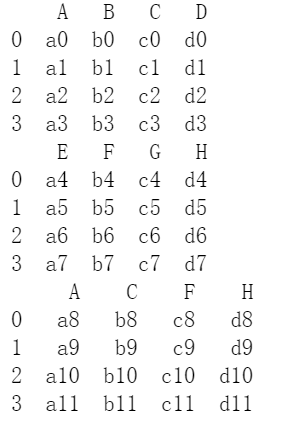 A B C D
0 a0 b0 c0 d0
1 a1 b1 c1 d1
2 a2 b2 c2 d2
3 a3 b3 c3 d3
E F G H
0 a4 b4 c4 d4
1 a5 b5 c5 d5
2 a6 b6 c6 d6
3 a7 b7 c7 d7
A C F H
0 a8 b8 c8 d8
1 a9 b9 c9 d9
2 a10 b10 c10 d10
3 a11 b11 c11 d11